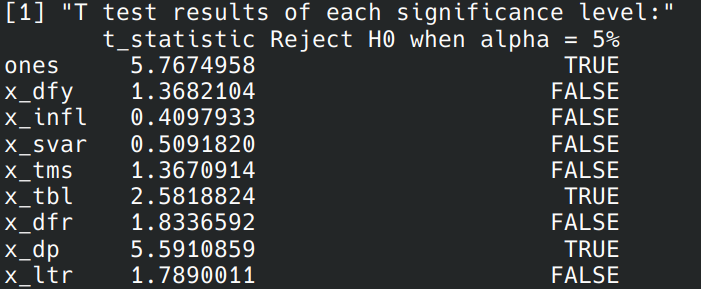 [1] "T test results of each significance level:"
t_statistic Reject H0 when alpha = 5%
ones 5.7674958 TRUE
x_dfy 1.3682104 FALSE
x_infl 0.4097933 FALSE
x_svar 0.5091820 FALSE
x_tms 1.3670914 FALSE
x_tbl 2.5818824 TRUE
x_dfr 1.8336592 FALSE
x_dp 5.5910859 TRUE
x_ltr 1.7890011 FALSE